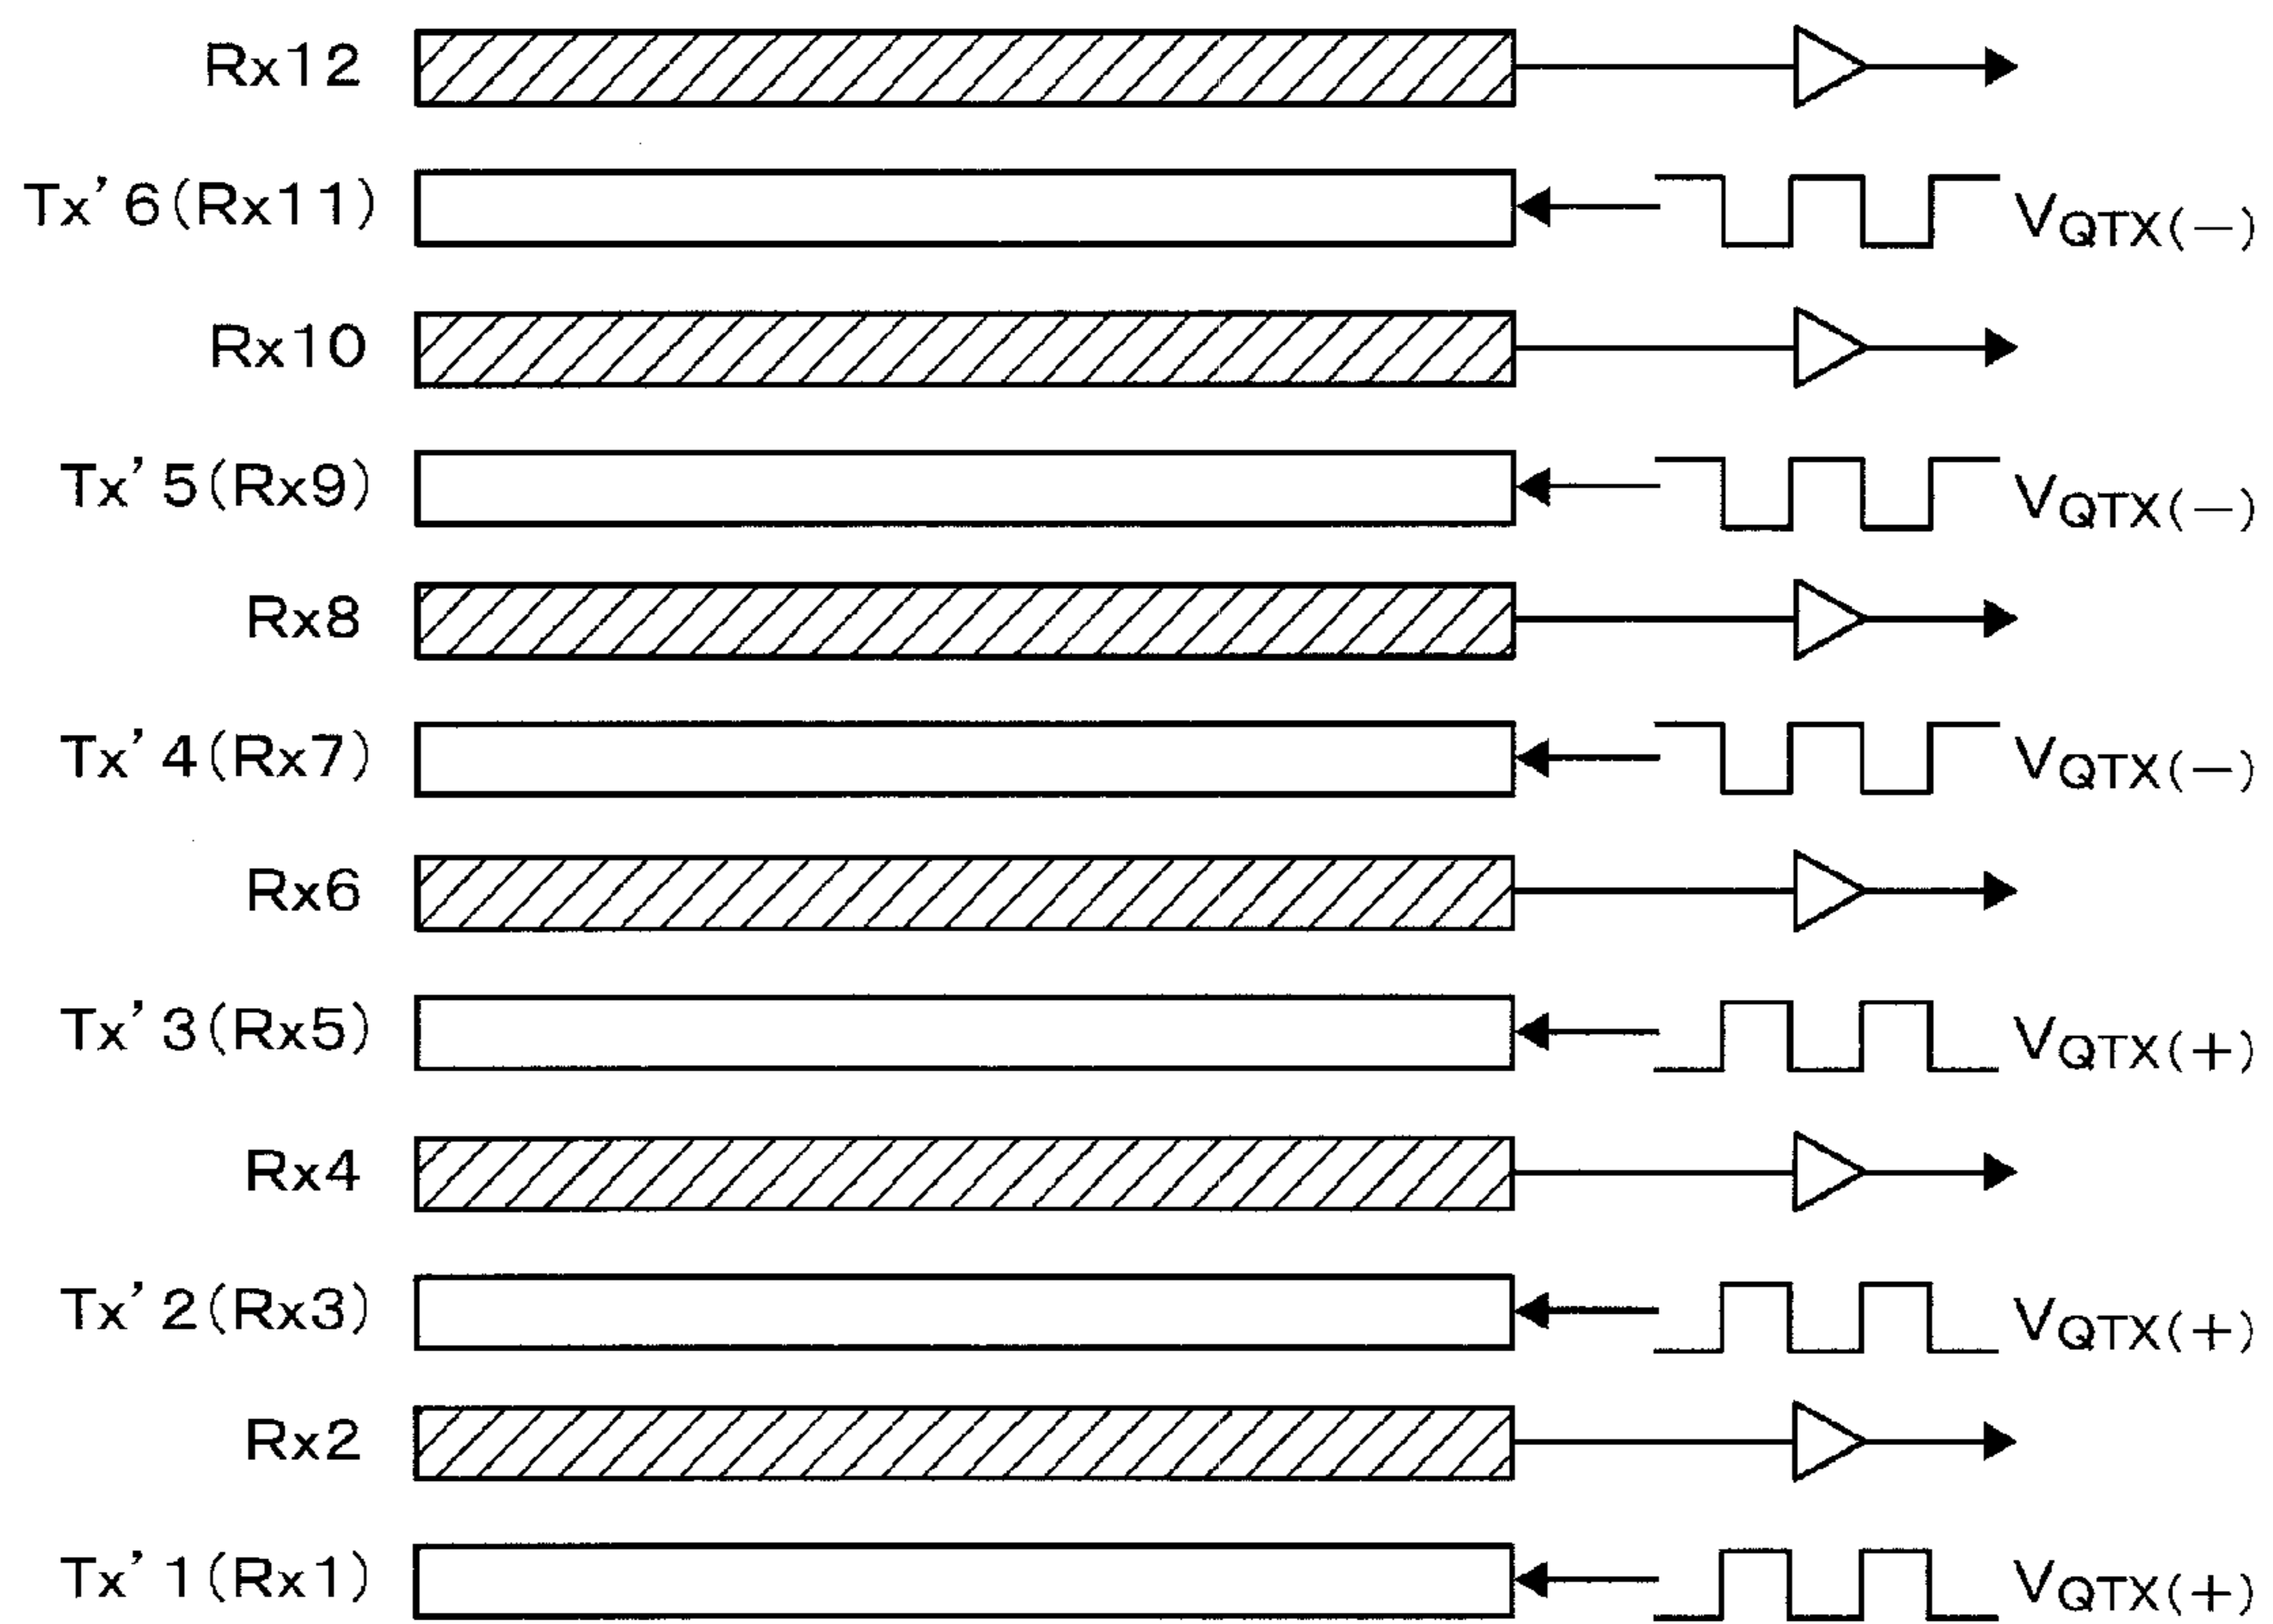 Rx12
Tx'6(Rx11) VQTX(−)
Rx10
Tx'5(Rx9) VQTX(−)
Rx8
Tx'4(Rx7) VQTX(−)
Rx6
Tx'3(Rx5) VQTX(+)
Rx4
Tx'2(Rx3) VQTX(+)
Rx2
Tx'1(Rx1) VQTX(+)